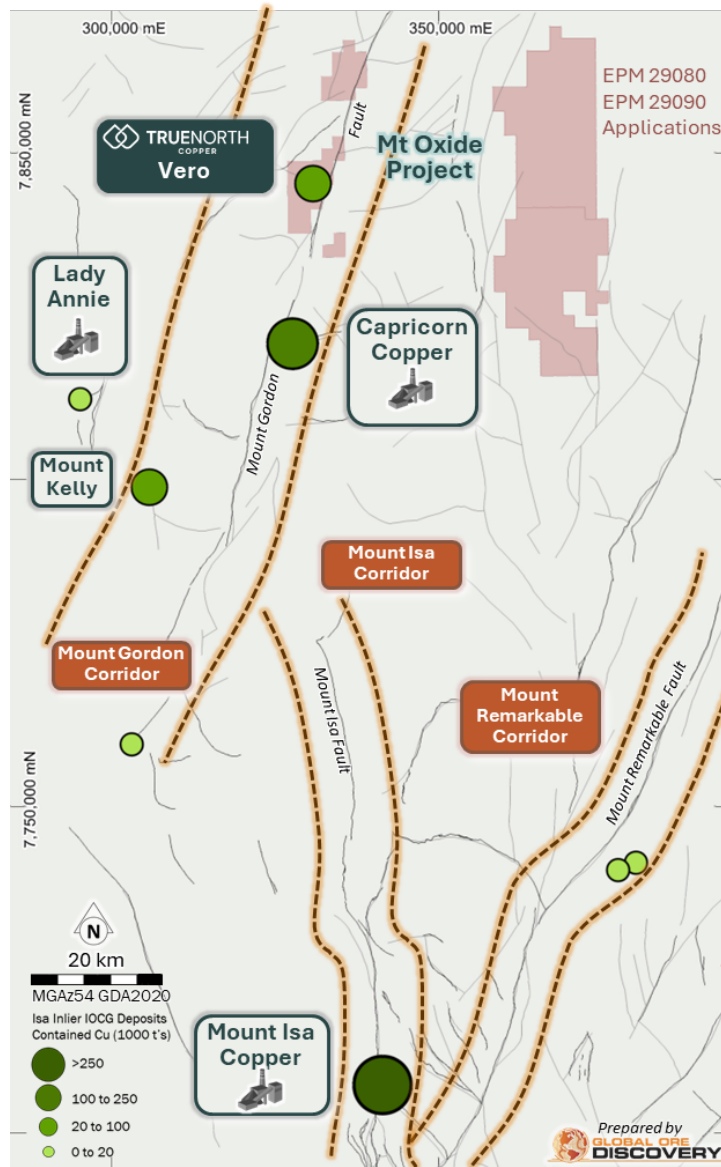 300,000 mE
350,000 mE
7,850,000 mN
7,750,000 mN
EPM 29080
EPM 29090
Applications
Fault
TRUENORTH
COPPER
Vero
Mt Oxide
Project
Lady
Annie
Capricorn
Copper
Mount Gordon
Mount
Kelly
Mount Isa
Corridor
Mount Gordon
Corridor
Mount Isa Fault
Mount
Remarkable
Corridor
Mount Remarkable Fault
N
20 km
MGAz54 GDA2020
Isa Inlier IOCG Deposits
Contained Cu (1000 t's)
>250
100 to 250
20 to 100
0 to 20
Mount Isa
Copper
Prepared by
GLOBAL ORE
DISCOVERY